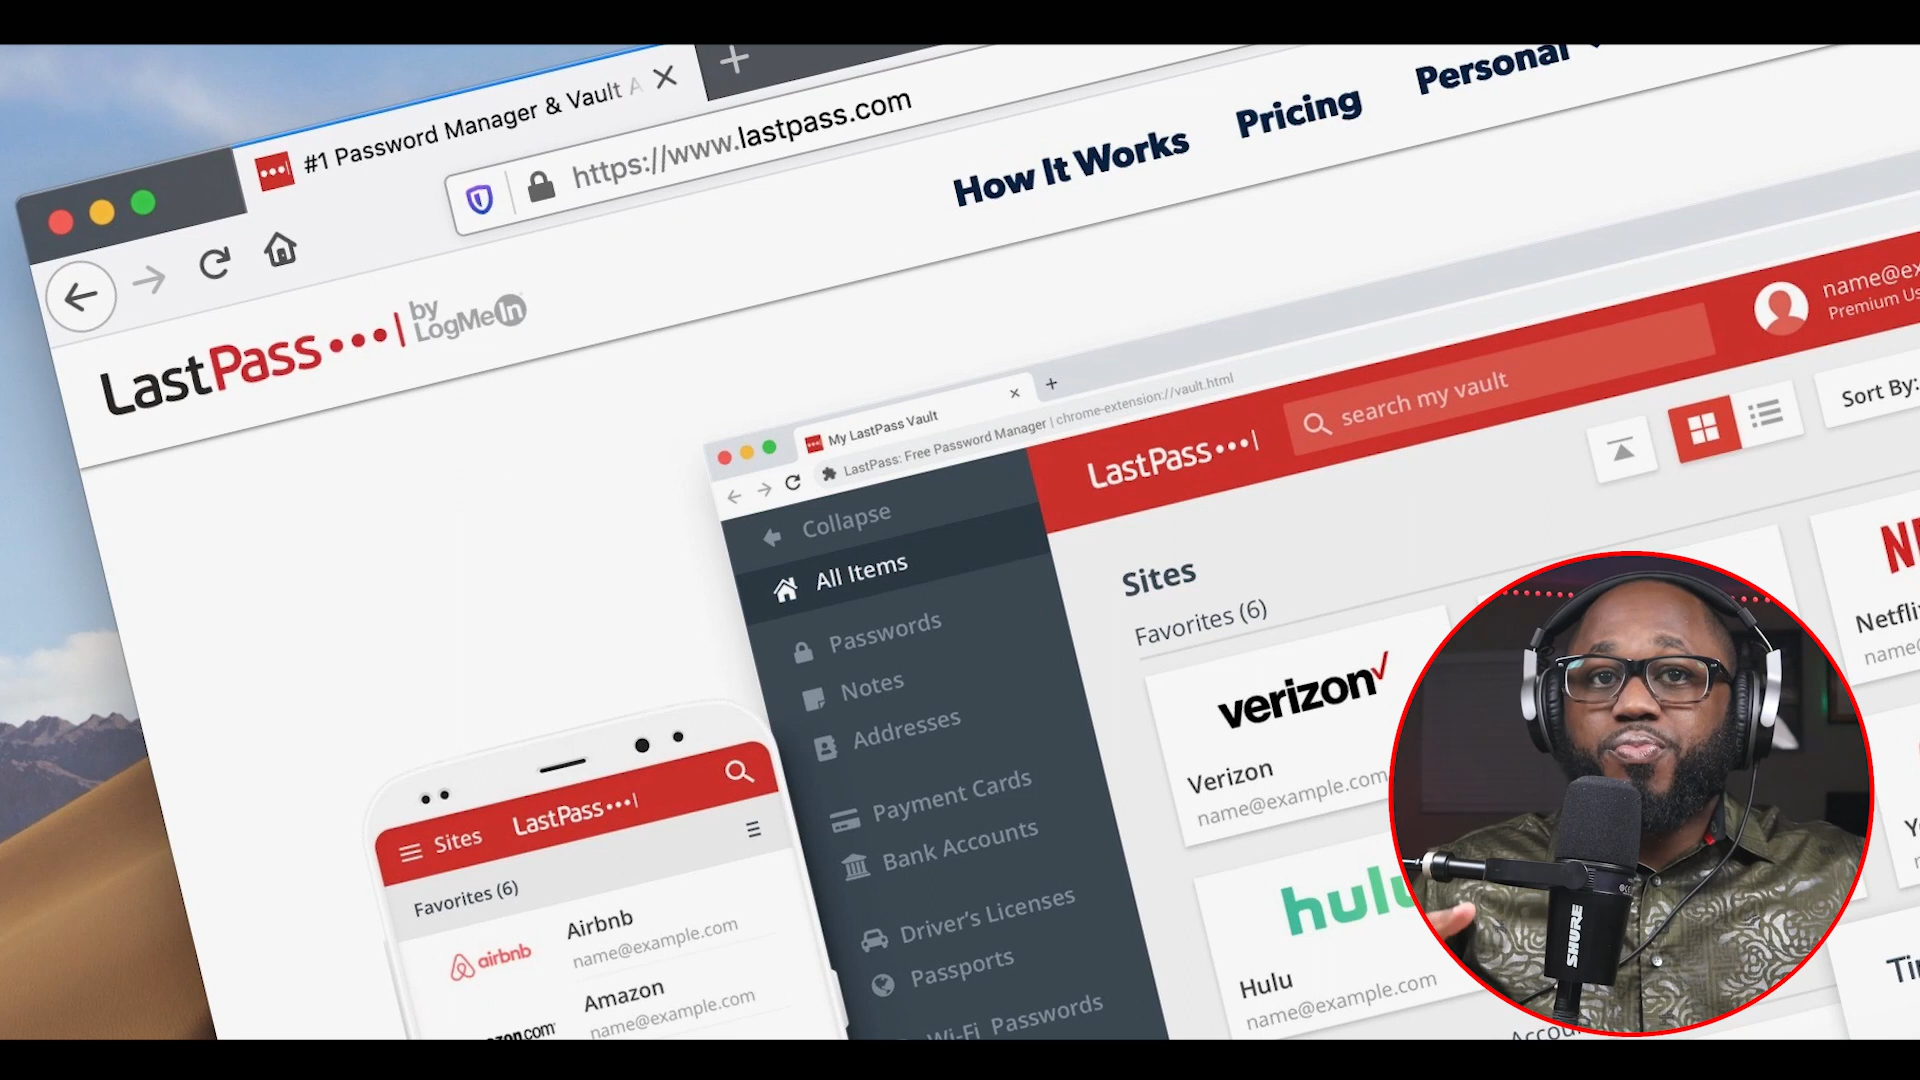 #1 Password Manager & Vault A
https://www.lastpass.com
How It Works
Pricing
Personal
LastPass
by
LogMeIn
My LastPass Vault
LastPass: Free Password Manager | chrome-extension://vault.html
Collapse
All Items
Passwords
Notes
Addresses
Payment Cards
Bank Accounts
Driver's Licenses
Passports
Wi-Fi Passwords
LastPass
search my vault
name@ex
Premium Us
Sort By:
Sites
Favorites (6)
verizon
Verizon
name@example.com
hulu
Hulu
name@example.com
Netfli
name@
Sites
LastPass
Favorites (6)
airbnb
Airbnb
name@example.com
Amazon
name@example.com
zon.com
SHURE